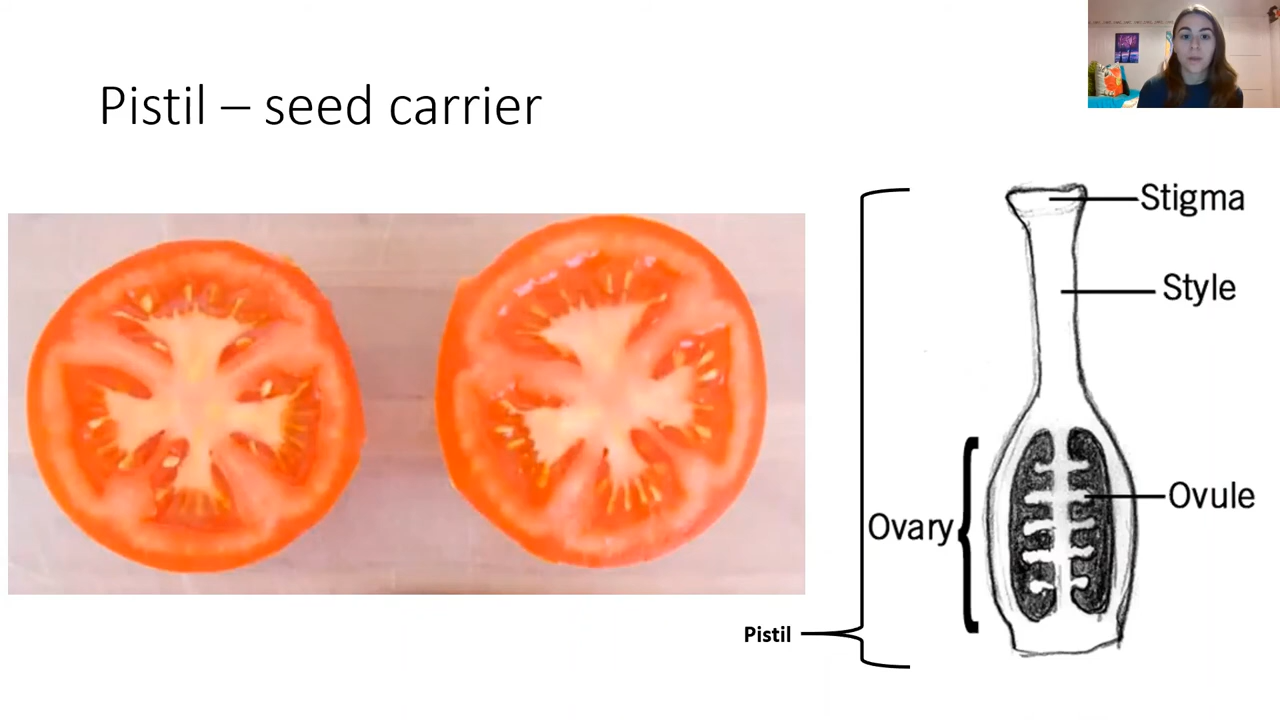 Pistil – seed carrier
Stigma
Style
Ovule
Ovary
Pistil